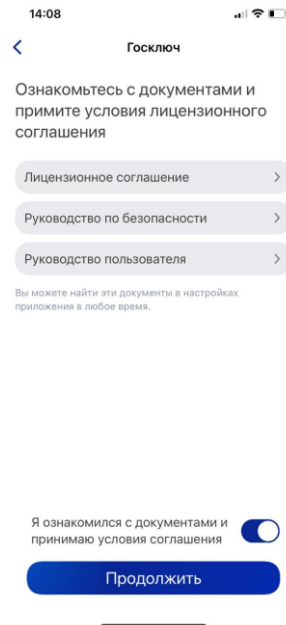 14:08
Госключ
Ознакомьтесь с документами и
примите условия лицензионного
соглашения
Лицензионное соглашение
Руководство по безопасности
Руководство пользователя
Вы можете найти эти документы в настройках
приложения в любое время.
Я ознакомился с документами и
принимаю условия соглашения
Продолжить